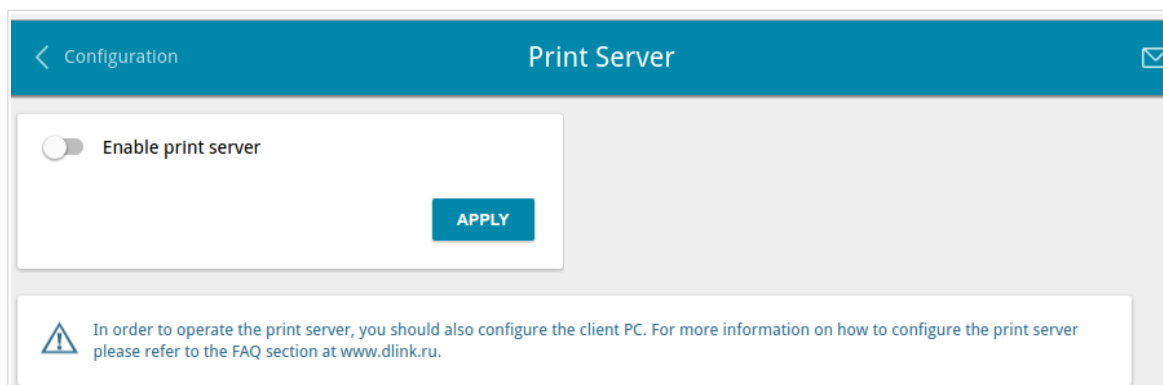 Configuration
Print Server
Enable print server
APPLY
In order to operate the print server, you should also configure the client PC. For more information on how to configure the print server
please refer to the FAQ section at www.dlink.ru.